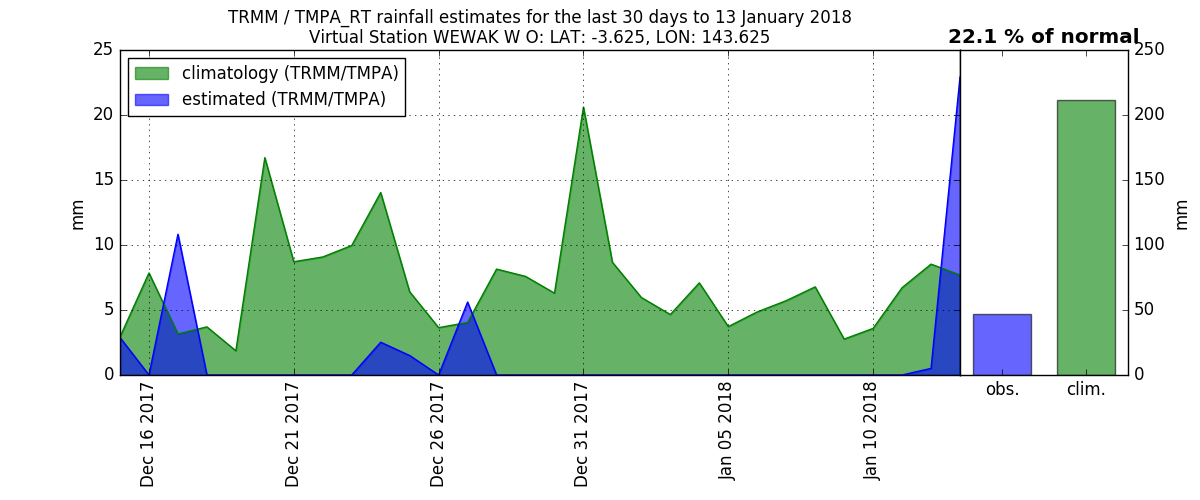 TRMM / TMPA_RT rainfall estimates for the last 30 days to 13 January 2018
Virtual Station WEWAK W O: LAT: -3.625, LON: 143.625
22.1 % of normal
climatology (TRMM/TMPA)
estimated (TRMM/TMPA)
25
20
15
10
5
0
mm
250
200
150
100
50
0
mm
Dec 16 2017
Dec 21 2017
Dec 26 2017
Dec 31 2017
Jan 05 2018
Jan 10 2018
obs.
clim.